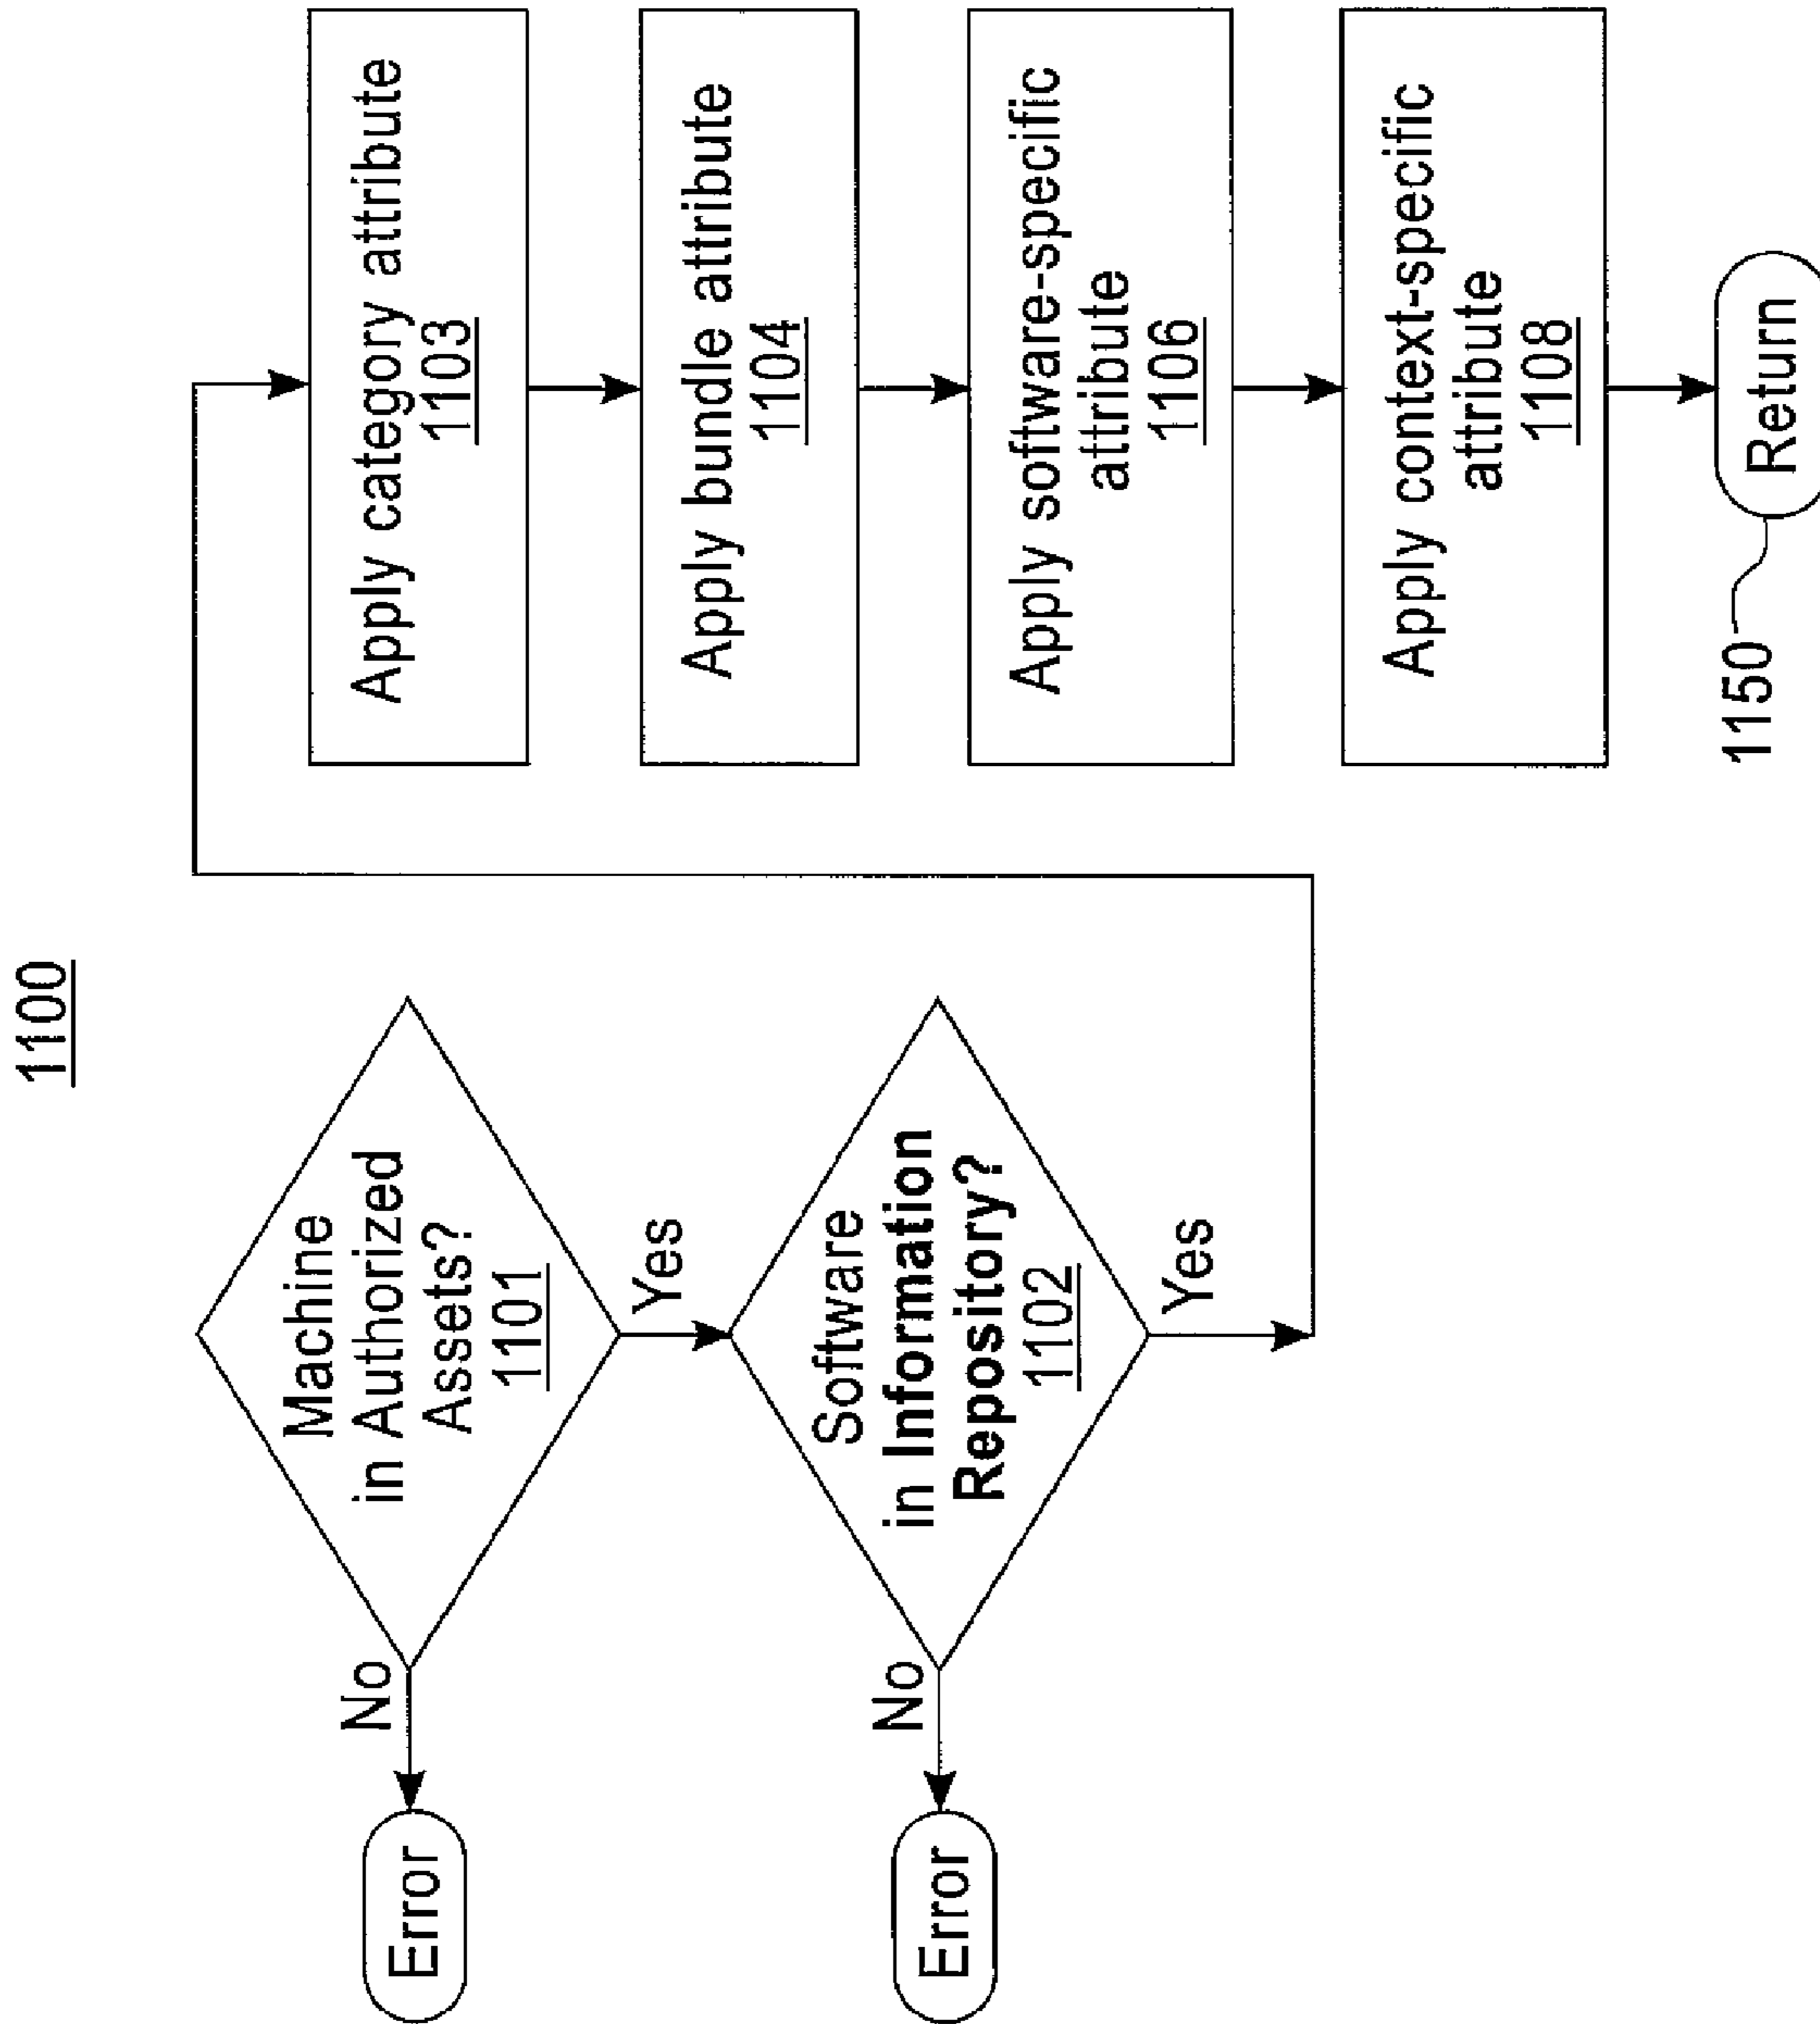 1100
Machine
in Authorized
Assets?
1101
No
Error
Yes
Software
in Information
Repository?
1102
No
Error
Yes
Apply category attribute
1103
Apply bundle attribute
1104
Apply software-specific
attribute
1106
Apply context-specific
attribute
1108
Return
1150